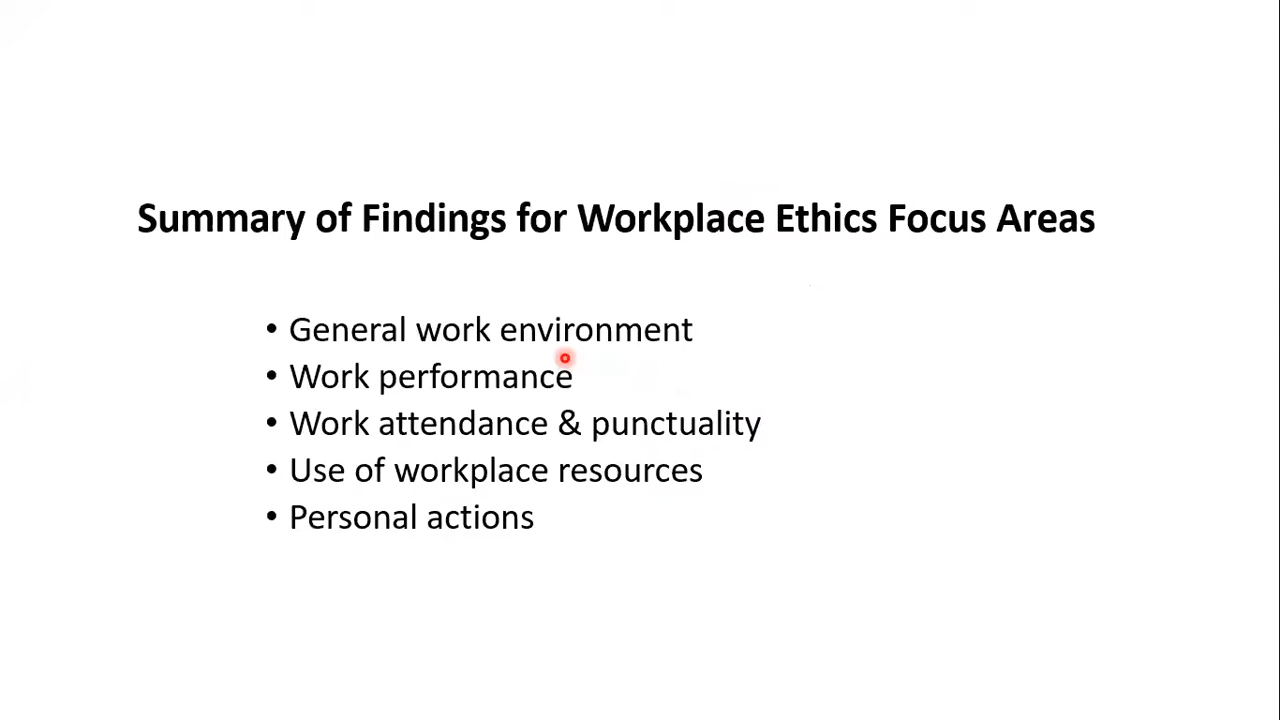 Summary of Findings for Workplace Ethics Focus Areas
• General work environment
• Work performance
• Work attendance & punctuality
• Use of workplace resources
• Personal actions